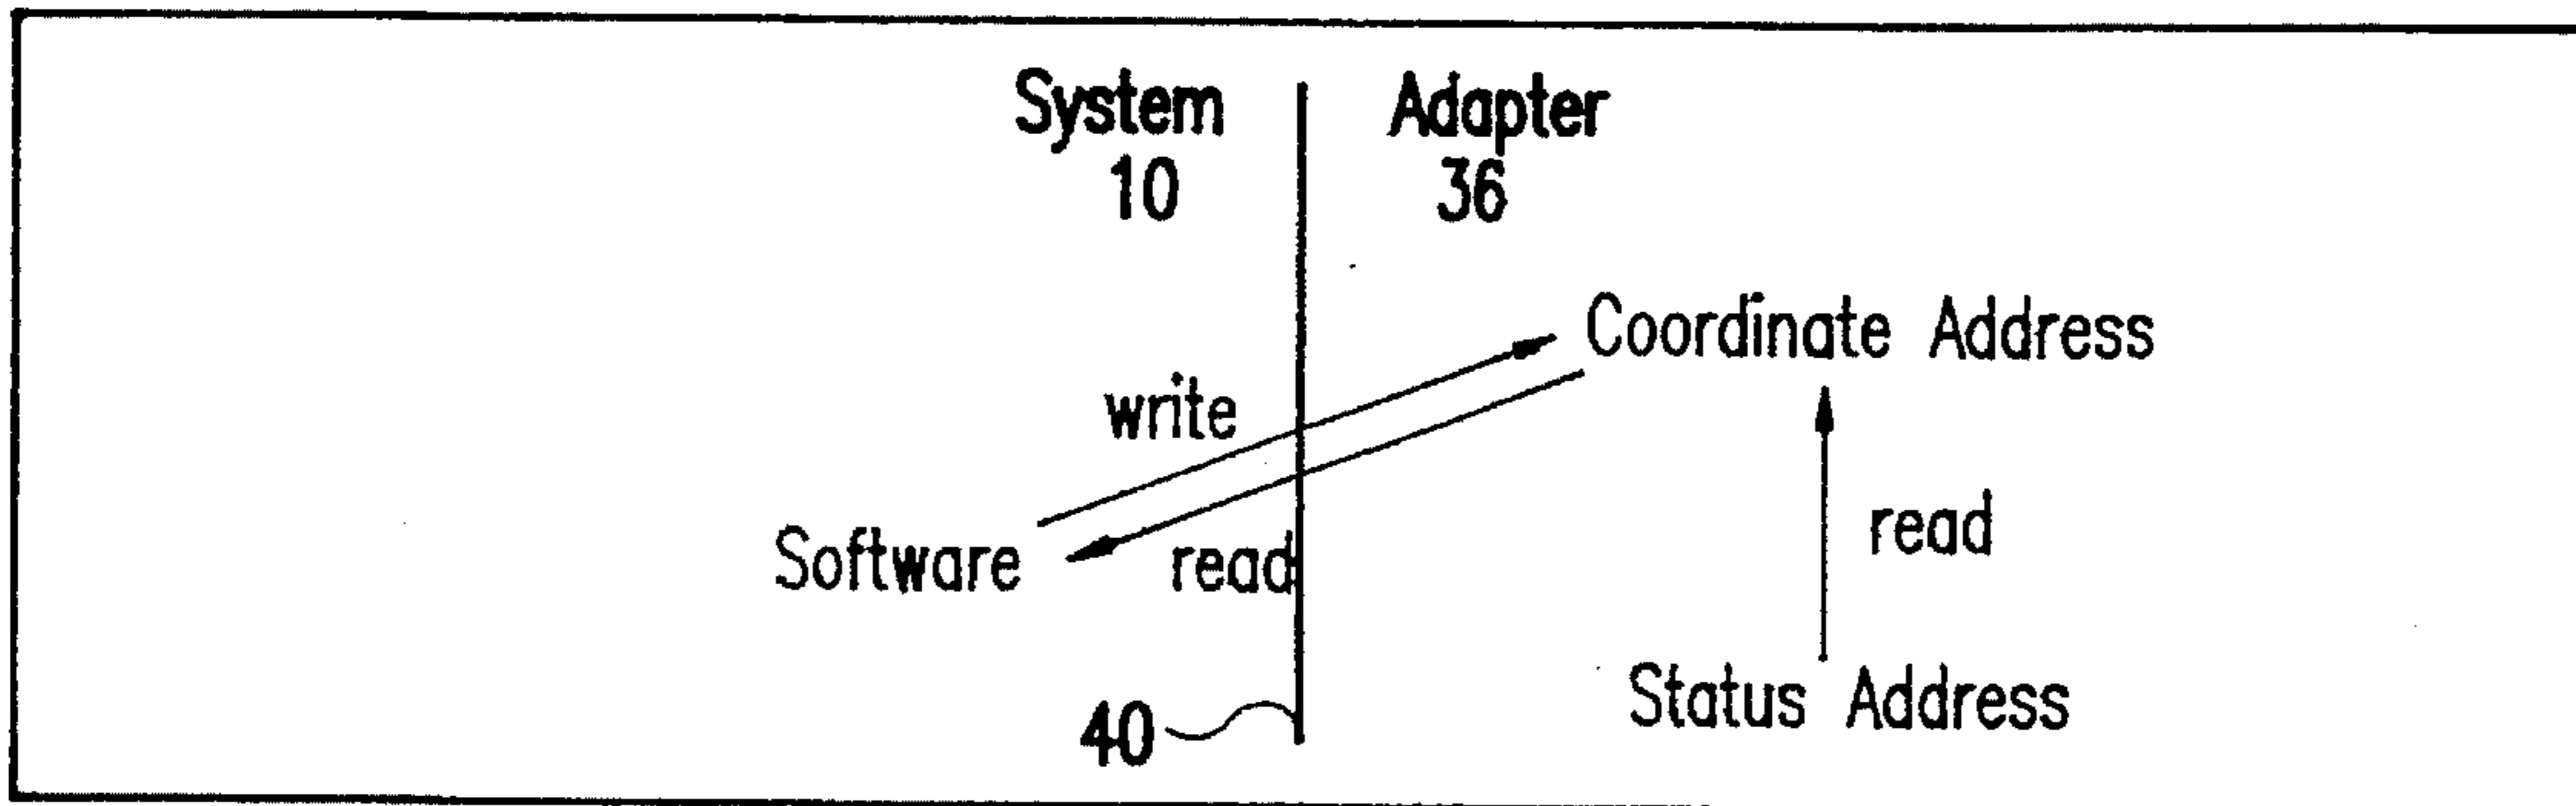 System Adapter
10 36
Coordinate Address
write
read
Software read
Status Address
40